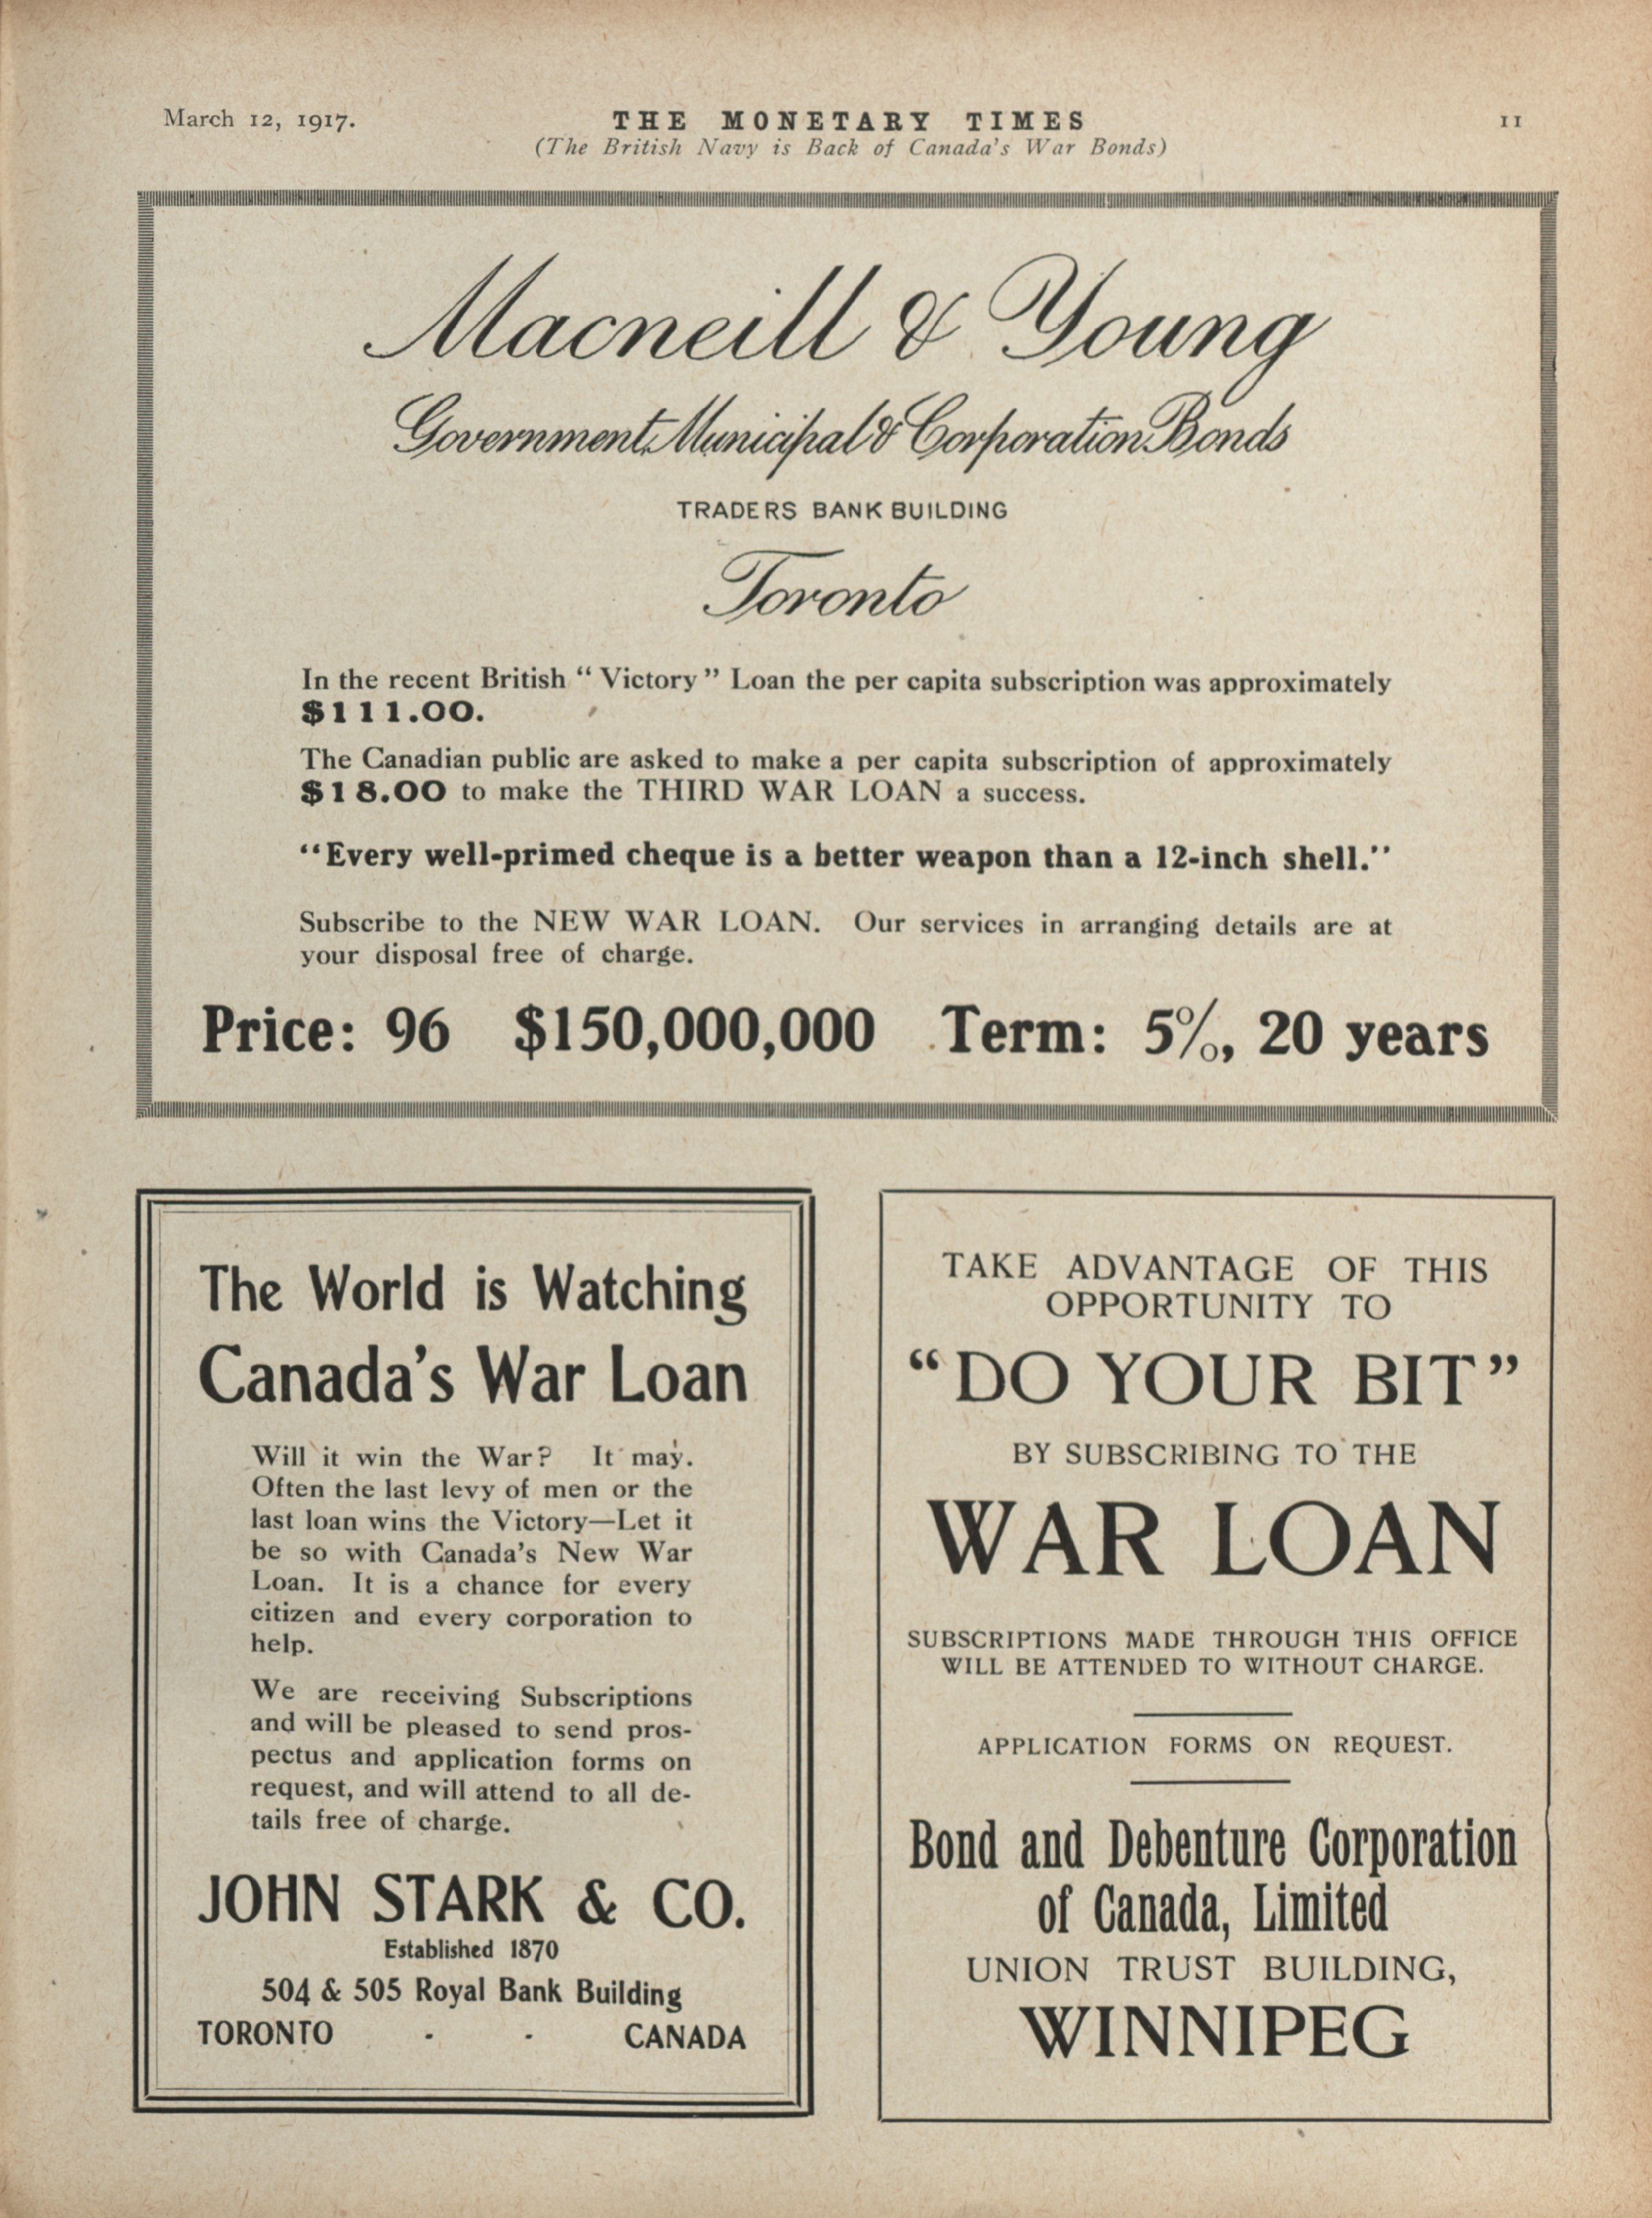 March 12, 1917.
THE MONETARY TIMES
11
(The British Navy is Back of Canada's War Bonds)
Macneill & Young
Government, Municipal & Corporation Bonds
TRADERS BANK BUILDING
Toronto
In the recent British “ Victory ” Loan the per capita subscription was approximately
$111.00.
The Canadian public are asked to make a per capita subscription of approximately
$18.00 to make the THIRD WAR LOAN a success.
“Every well-primed cheque is a better weapon than a 12-inch shell.”
Subscribe to the NEW WAR LOAN. Our services in arranging details are at
your disposal free of charge.
Price: 96 $150,000,000 Term: 5%, 20 years
The World is Watching
Canada's War Loan
Will it win the War? It may.
Often the last levy of men or the
last loan wins the Victory—Let it
be so with Canada's New War
Loan. It is a chance for every
citizen and every corporation to
help.
We are receiving Subscriptions
and will be pleased to send pros-
pectus and application forms on
request, and will attend to all de-
tails free of charge.
JOHN STARK & CO.
Established 1870
504 & 505 Royal Bank Building
TORONTO - - CANADA
TAKE ADVANTAGE OF THIS
OPPORTUNITY TO
“DO YOUR BIT”
BY SUBSCRIBING TO THE
WAR LOAN
SUBSCRIPTIONS MADE THROUGH THIS OFFICE
WILL BE ATTENDED TO WITHOUT CHARGE.
APPLICATION FORMS ON REQUEST.
Bond and Debenture Corporation
of Canada, Limited
UNION TRUST BUILDING,
WINNIPEG